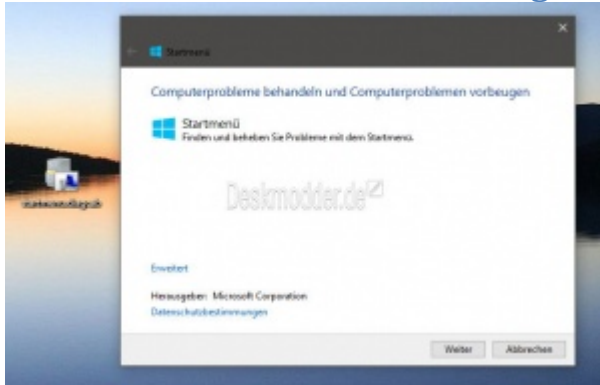 Startmenü
Computerprobleme behandeln und Computerproblemen vorbeugen
Startmenü
Finden und beheben Sie Probleme mit dem Startmenü.
Deskmodder.de
Erweitert
Herausgeber: Microsoft Corporation
Datenschutzbestimmungen
Weiter
Abbrechen